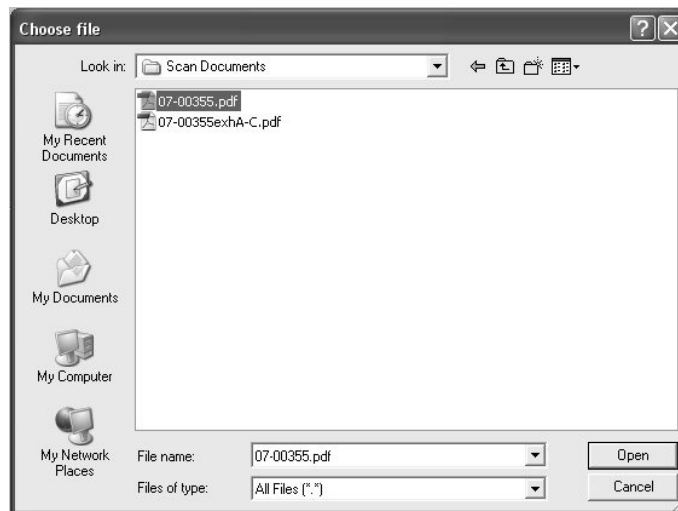 Choose file
Look in:
Scan Documents
07-00355.pdf
07-00355exhA-C.pdf
My Recent
Documents
Desktop
My Documents
My Computer
My Network
Places
File name:
07-00355.pdf
Open
Files of type:
All Files (*.*)
Cancel